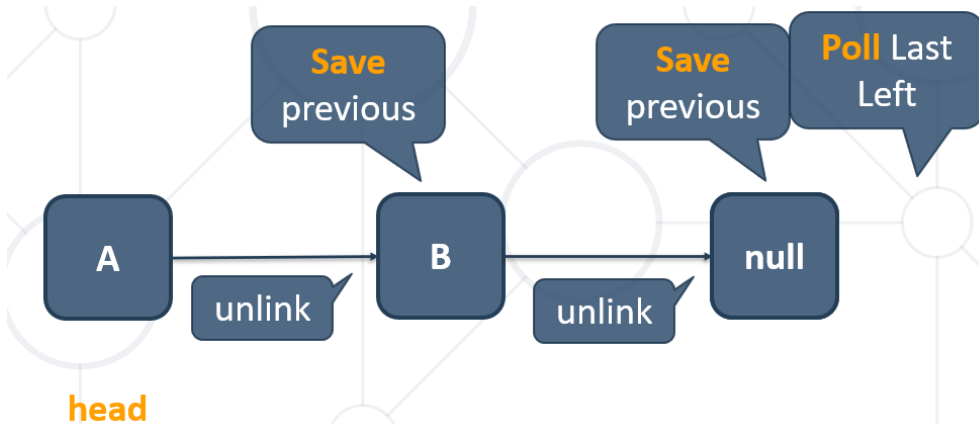 Save
previous
Save
previous
Poll Last
Left
A
B
null
unlink
unlink
head